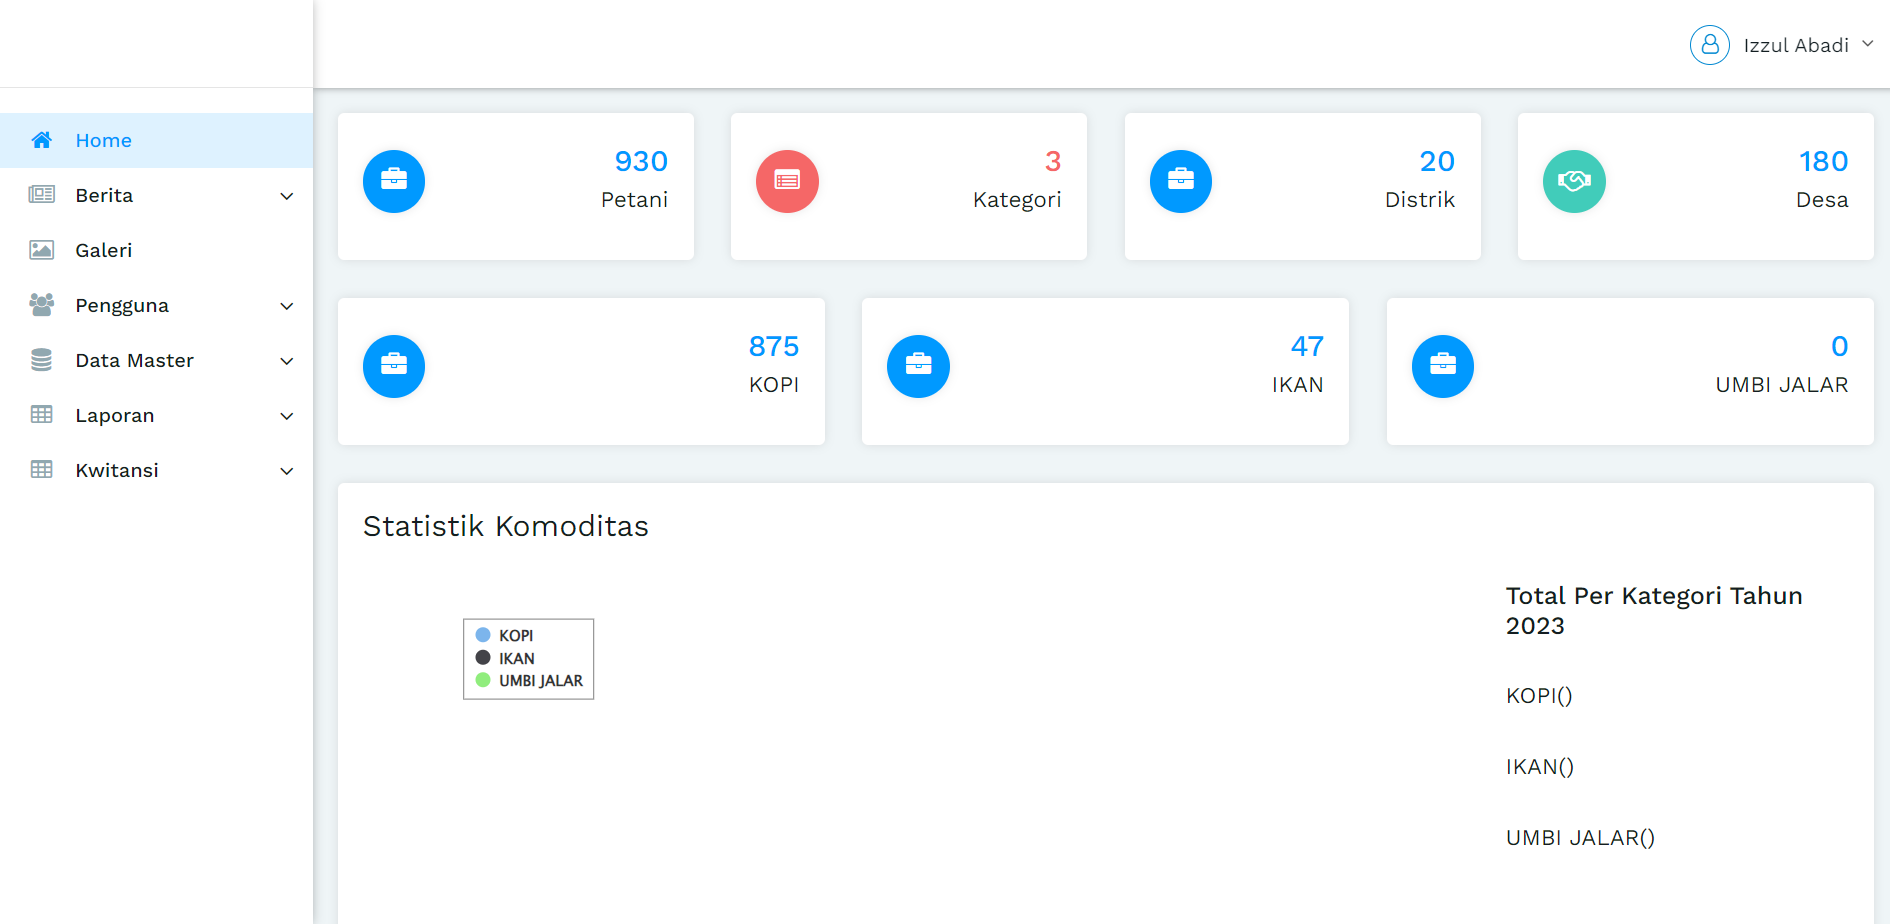 Izzul Abadi
Home
Berita
Galeri
Pengguna
Data Master
Laporan
Kwitansi
930
Petani
3
Kategori
20
Distrik
180
Desa
875
KOPI
47
IKAN
0
UMBI JALAR
Statistik Komoditas
KOPI
IKAN
UMBI JALAR
Total Per Kategori Tahun
2023
KOPI()
IKAN()
UMBI JALAR()